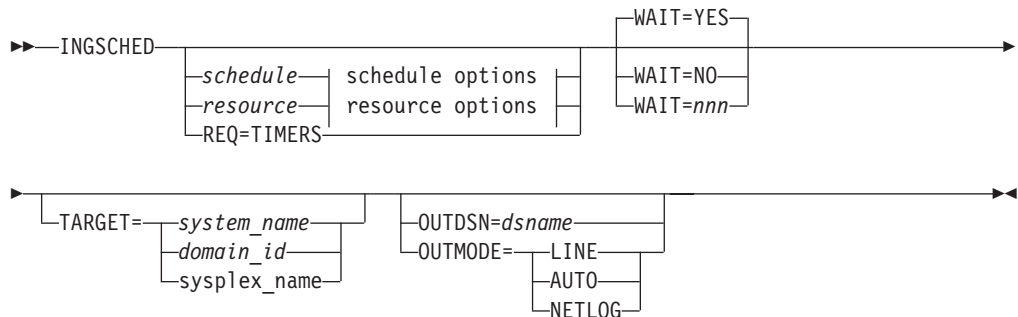 WAIT=YES
INGSCHED
schedule schedule options WAIT=NO
resource resource options WAIT=nnn
REQ=TIMERS
TARGET= system_name OUTDSN=dsname
domain_id OUTMODE= LINE
sysplex_name AUTO
NETLOG